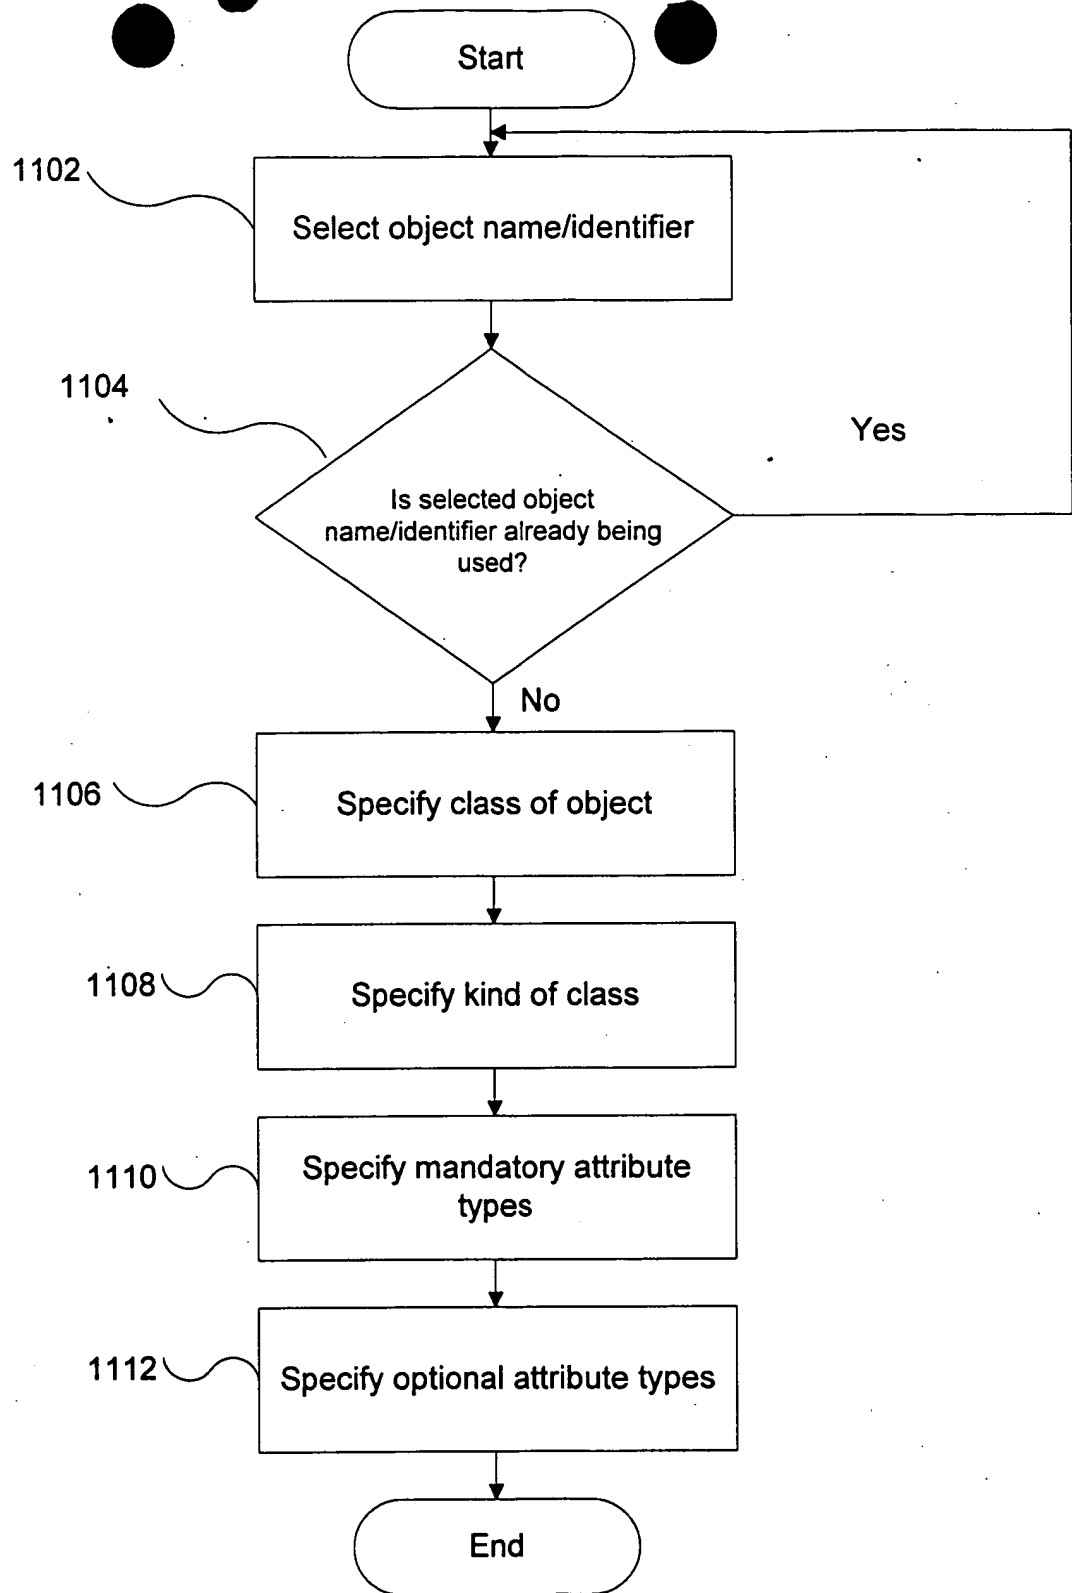 Start
1102
Select object name/identifier
1104
Yes
Is selected object
name/identifier already being
used?
No
1106
Specify class of object
1108
Specify kind of class
1110
Specify mandatory attribute
types
1112
Specify optional attribute types
End